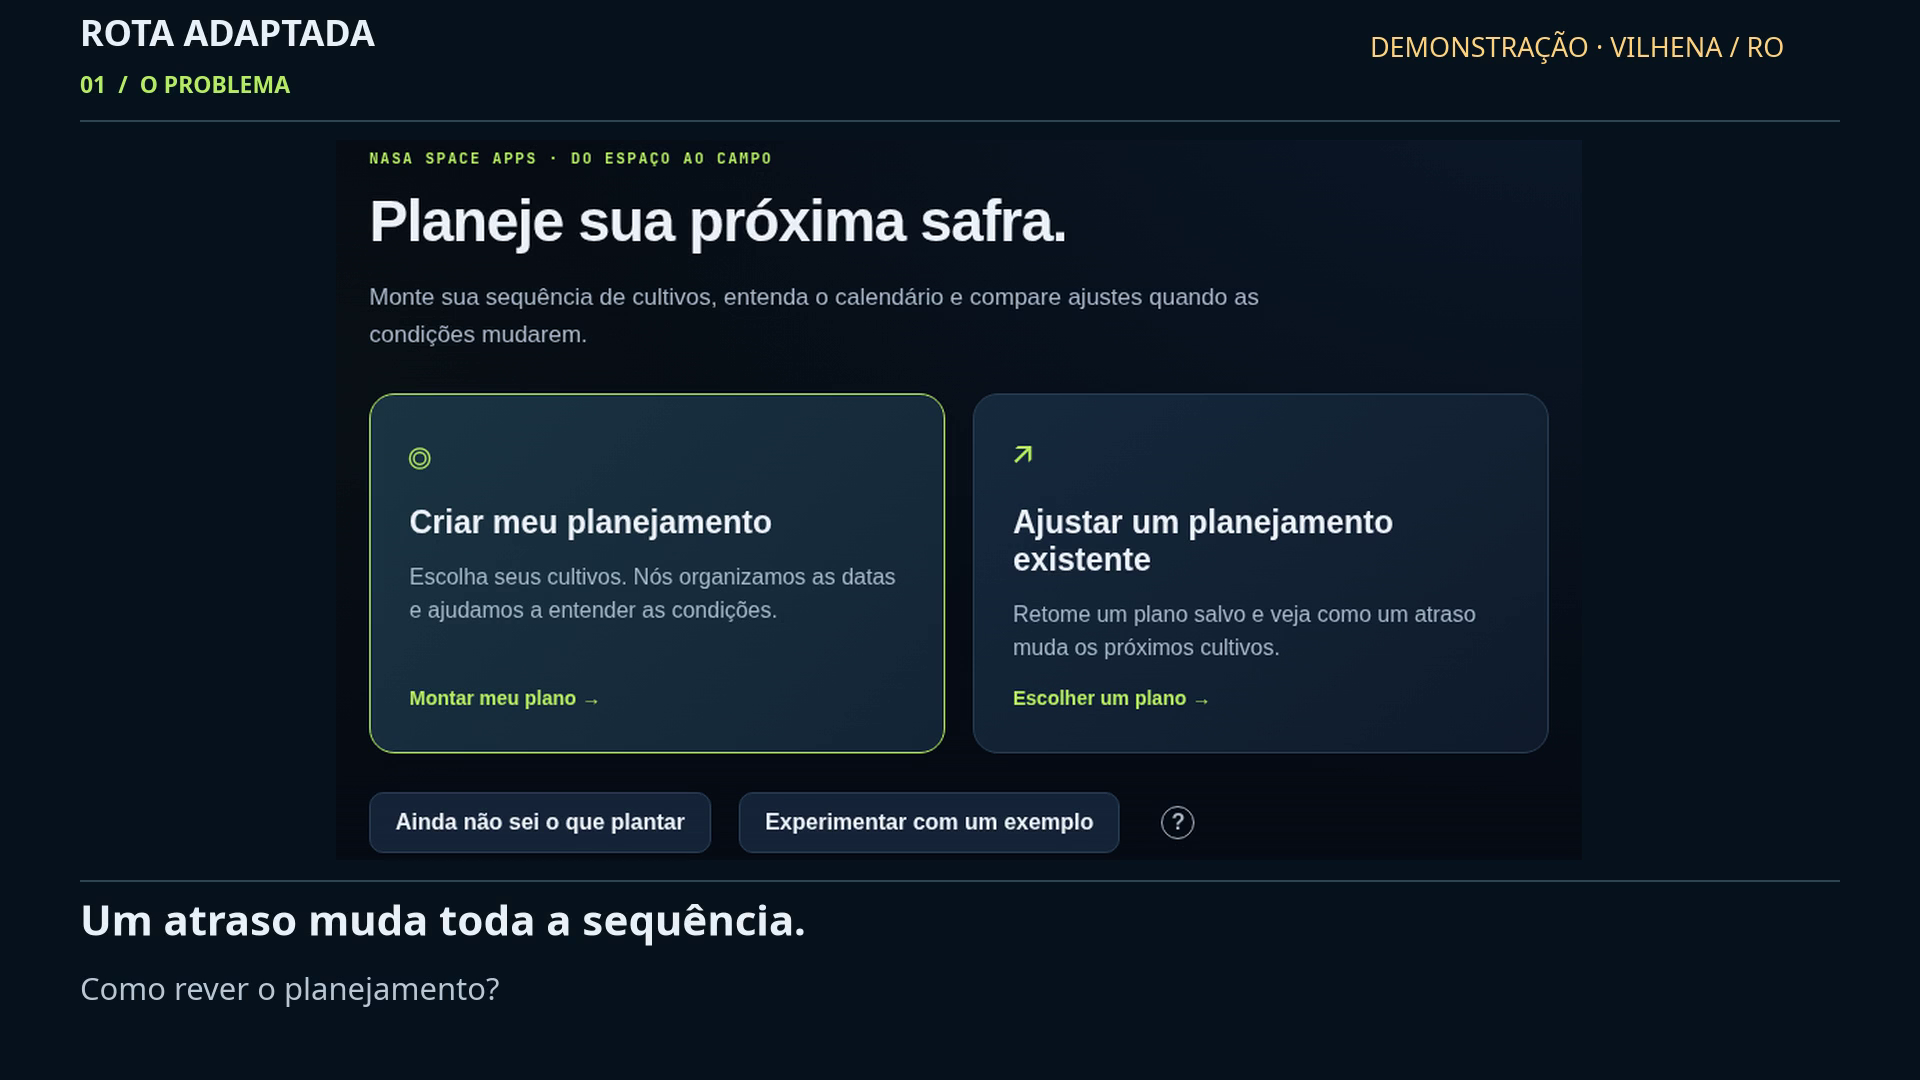 ROTA ADAPTADA
01 / O PROBLEMA
DEMONSTRAÇÃO · VILHENA / RO
NASA SPACE APPS · DO ESPAÇO AO CAMPO
Planeje sua próxima safra.
Monte sua sequência de cultivos, entenda o calendário e compare ajustes quando as
condições mudarem.
Criar meu planejamento
Escolha seus cultivos. Nós organizamos as datas
e ajudamos a entender as condições.
Montar meu plano →
Ajustar um planejamento
existente
Retome um plano salvo e veja como um atraso
muda os próximos cultivos.
Escolher um plano →
Ainda não sei o que plantar
Experimentar com um exemplo
?
Um atraso muda toda a sequência.
Como rever o planejamento?